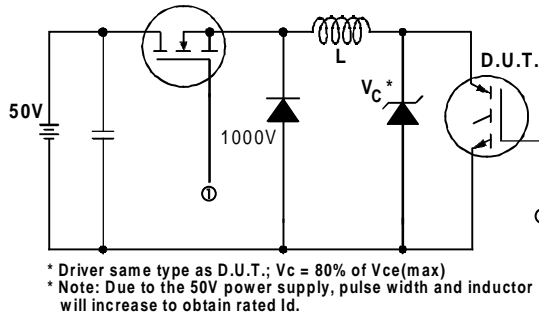 L
D.U.T.
V C *
50V
1000V
①
* Driver same type as D.U.T.; Vc = 80% of Vce(max)
* Note: Due to the 50V power supply, pulse width and inductor
will increase to obtain rated Id.